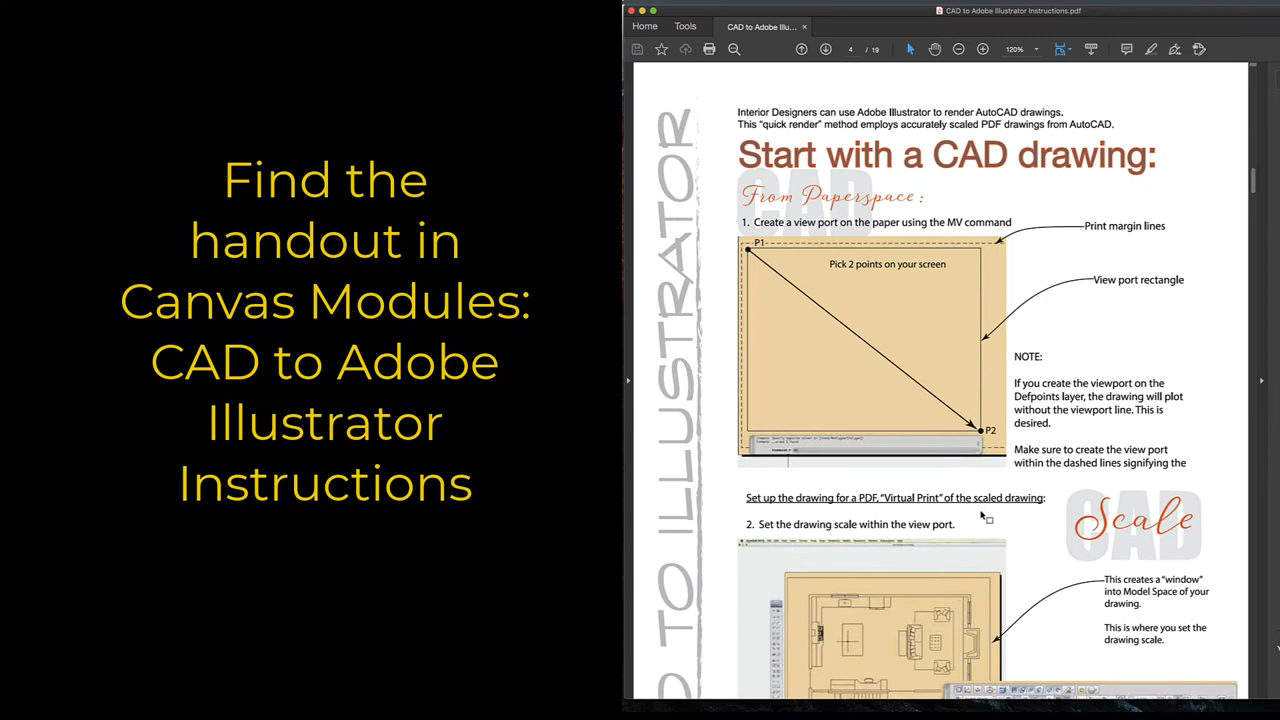 Find the
handout in
Canvas Modules:
CAD to Adobe
Illustrator
Instructions
CAD to Adobe Illustrator Instructions.pdf
Home Tools CAD to Adobe Illu... ×
4 / 19 120%
Interior Designers can use Adobe Illustrator to render AutoCAD drawings.
This “quick render” method employs accurately scaled PDF drawings from AutoCAD.
Start with a CAD drawing:
CAD
From Paperspace :
1. Create a view port on the paper using the MV command
P1
Pick 2 points on your screen
Print margin lines
View port rectangle
NOTE:
If you create the viewport on the
Defpoints layer, the drawing will plot
without the viewport line. This is
desired.
P2
Make sure to create the view port
within the dashed lines signifying the
Set up the drawing for a PDF, “Virtual Print” of the scaled drawing:
2. Set the drawing scale within the view port.
CAD
Scale
This creates a “window”
into Model Space of your
drawing.
This is where you set the
drawing scale.
D TO ILLUSTRATOR